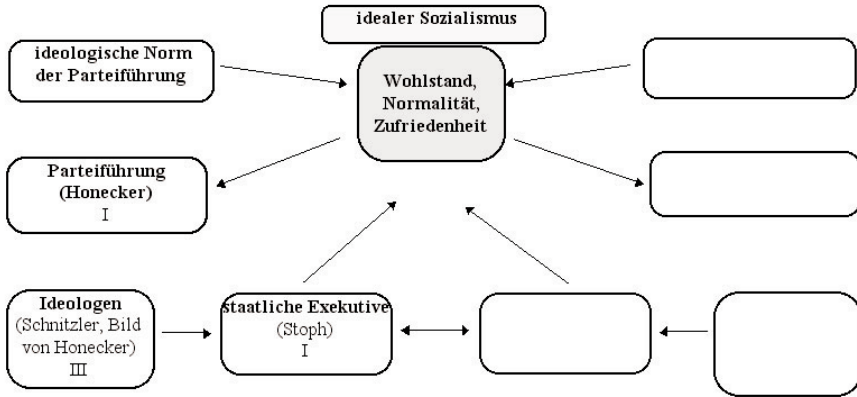 idealer Sozialismus
ideologische Norm
der Parteiführung
Wohlstand,
Normalität,
Zufriedenheit
Parteiführung
(Honecker)
I
Ideologen
(Schnitzler, Bild
von Honecker)
III
staatliche Exekutive
(Stoph)
I